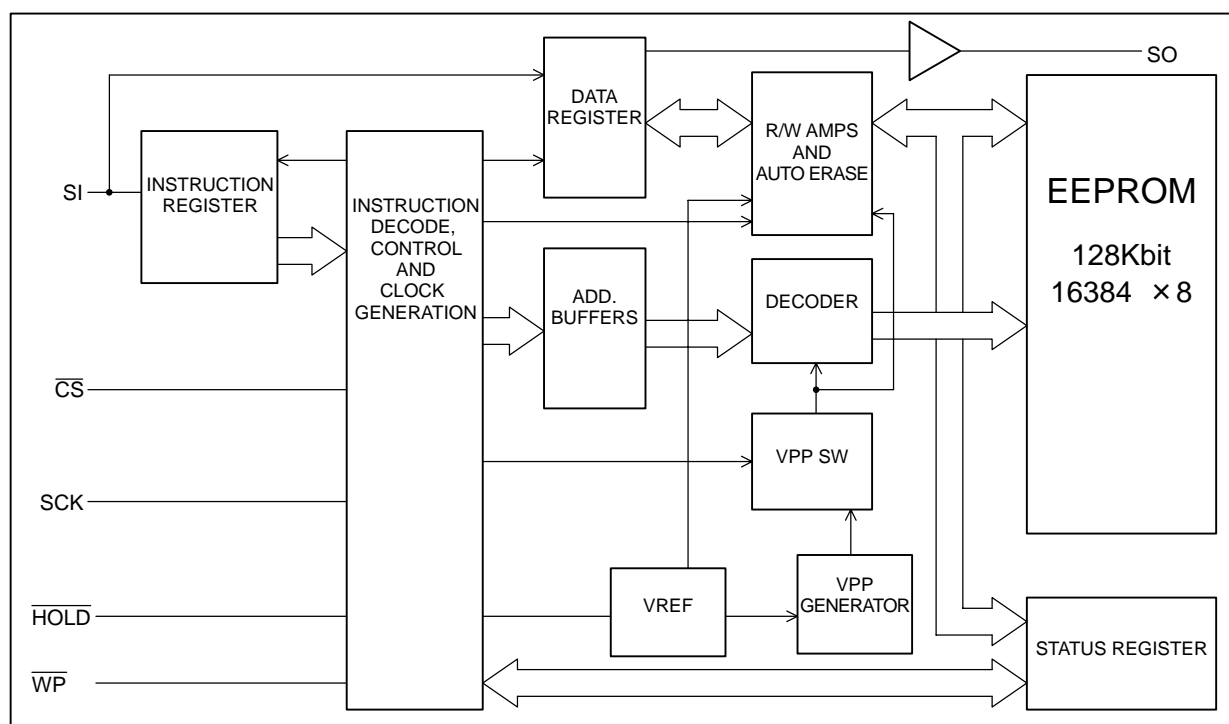 SO
DATA
REGISTER
R/W AMPS
AND
AUTO ERASE
SI
INSTRUCTION
REGISTER
INSTRUCTION
DECODE,
CONTROL
AND
CLOCK
GENERATION
EEPROM
128Kbit
16384 × 8
ADD.
BUFFERS
DECODER
CS
VPP SW
SCK
HOLD
VREF
VPP
GENERATOR
STATUS REGISTER
WP